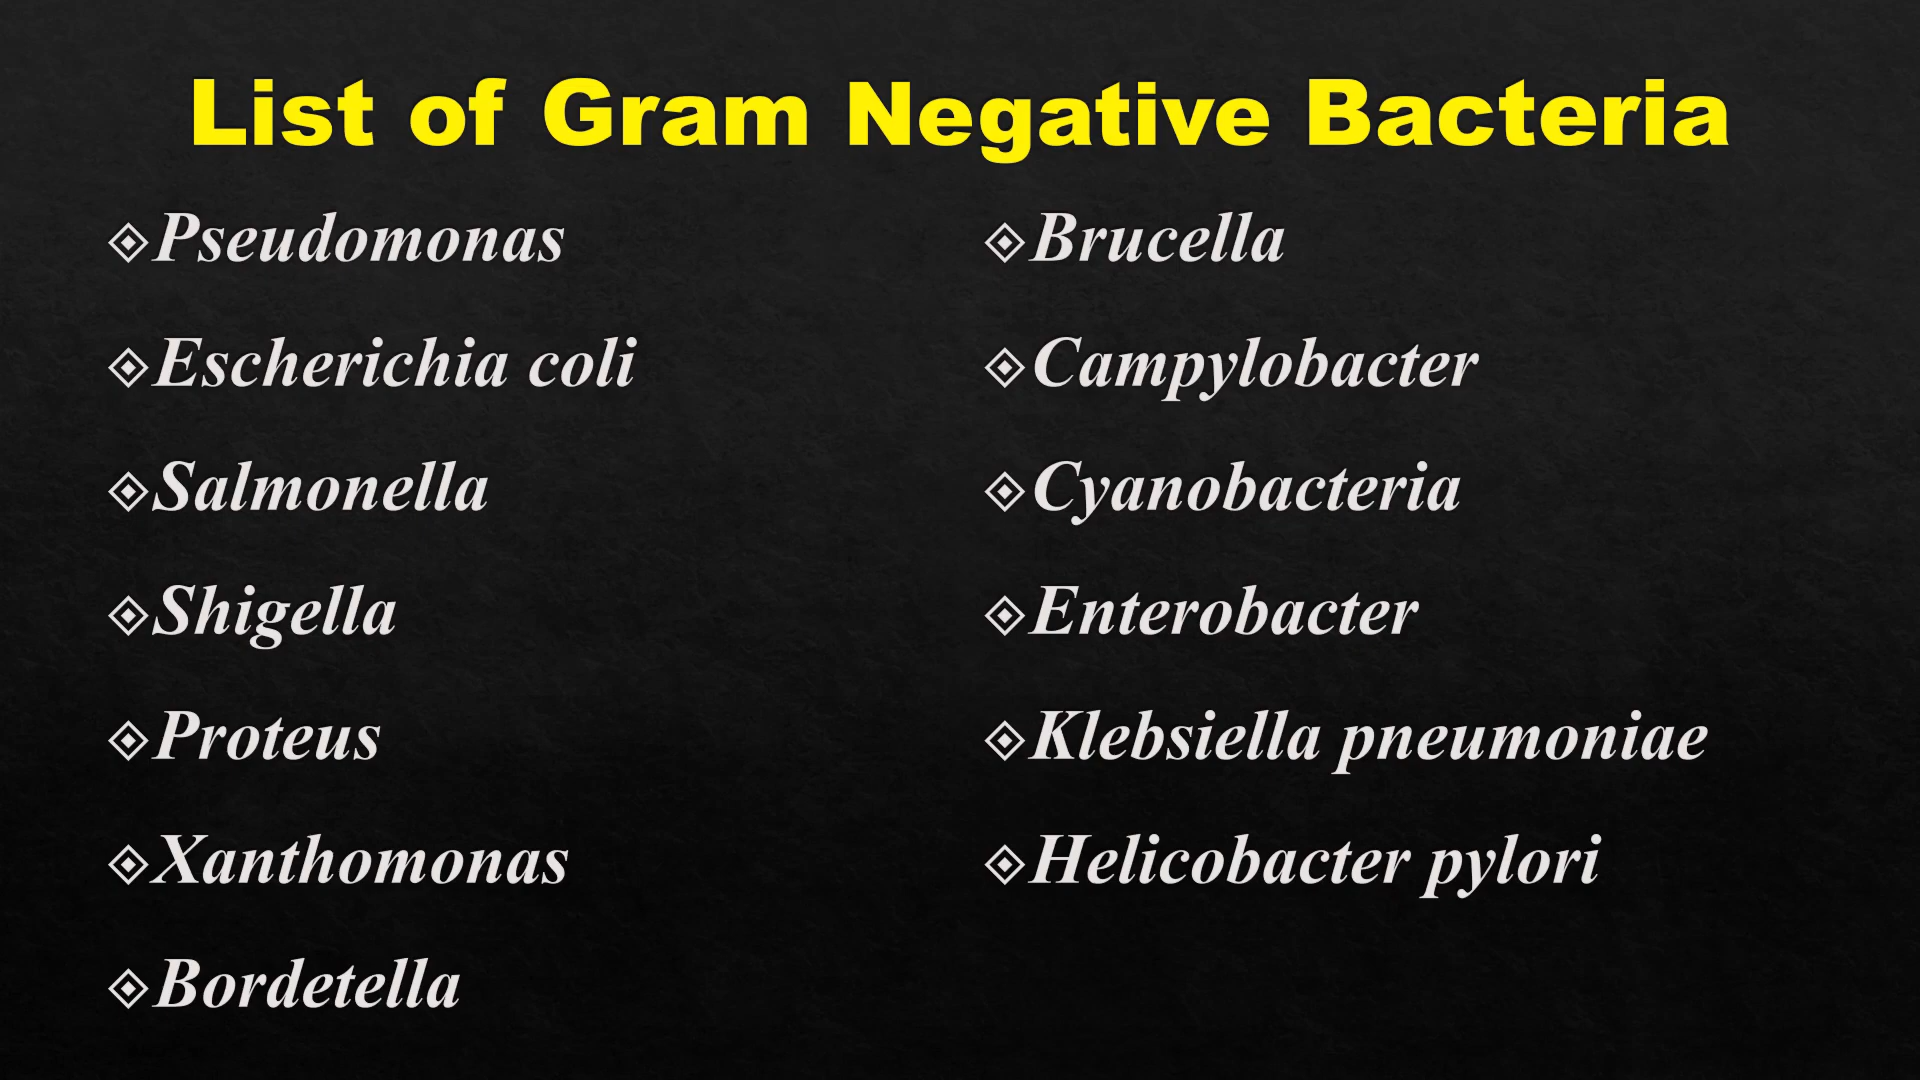 List of Gram Negative Bacteria
Pseudomonas
Escherichia coli
Salmonella
Shigella
Proteus
Xanthomonas
Bordetella
Brucella
Campylobacter
Cyanobacteria
Enterobacter
Klebsiella pneumoniae
Helicobacter pylori